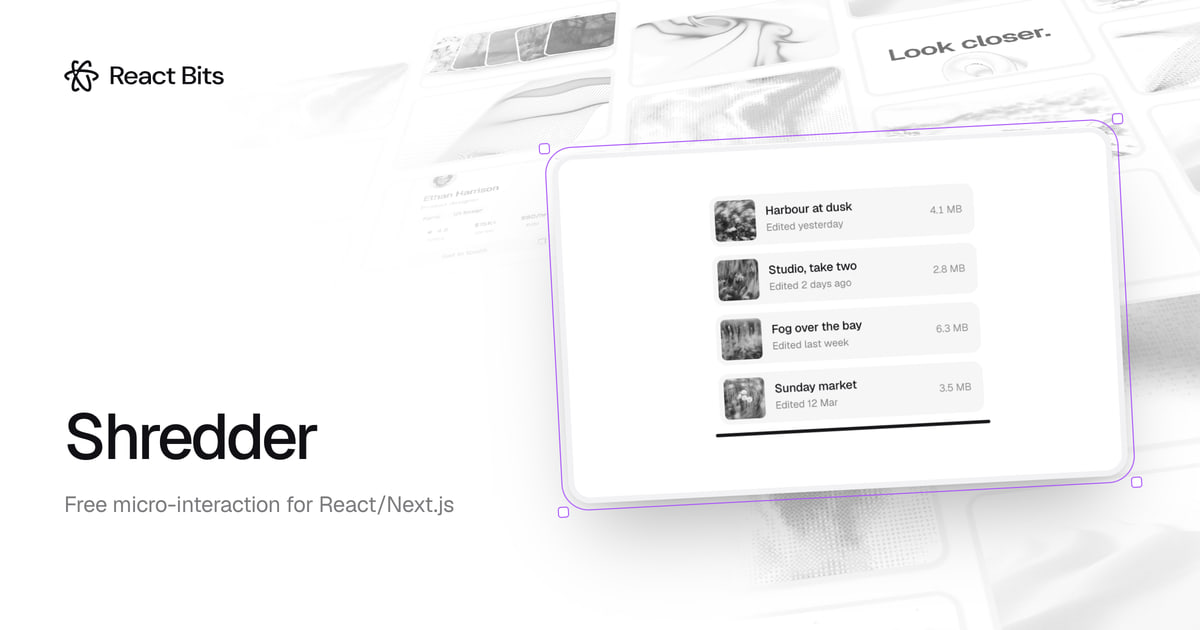 React Bits
Look closer.
Ethan Harrison
Harbour at dusk
Edited yesterday
4.1 MB
Studio, take two
Edited 2 days ago
2.8 MB
Fog over the bay
Edited last week
6.3 MB
Sunday market
Edited 12 Mar
3.5 MB
Shredder
Free micro-interaction for React/Next.js